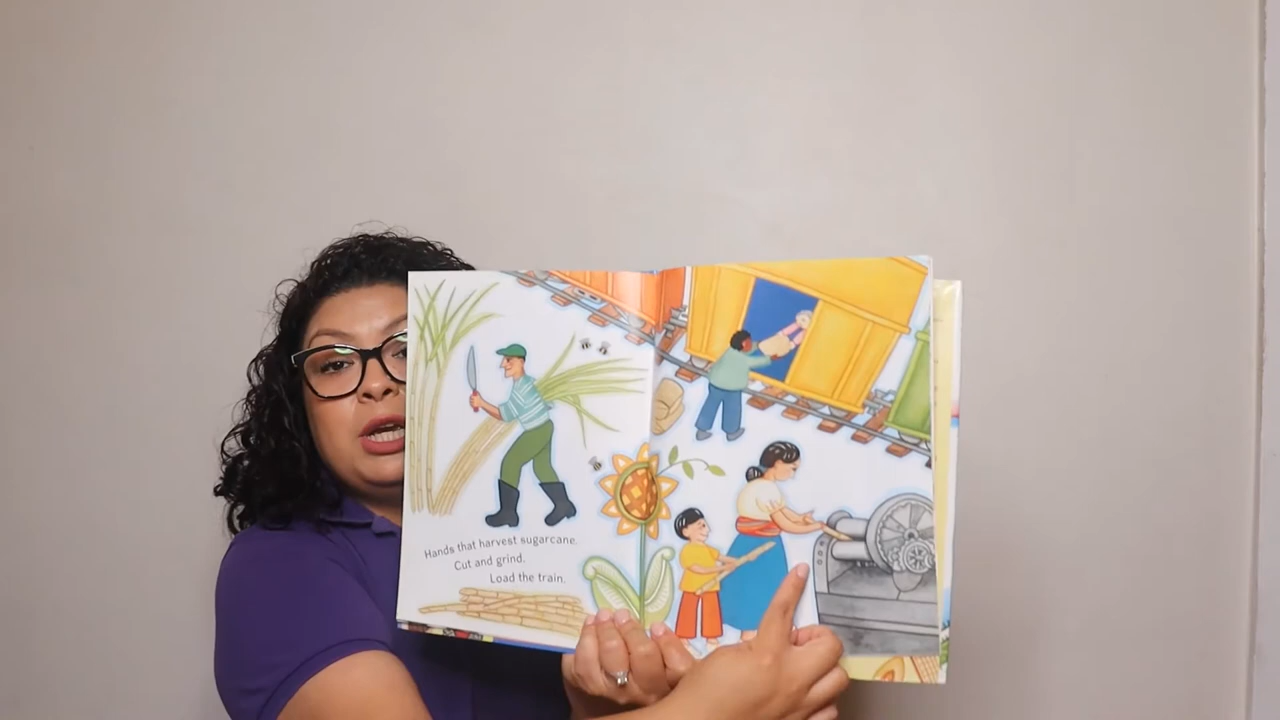 Hands that harvest sugarcane.
Cut and grind.
Load the train.